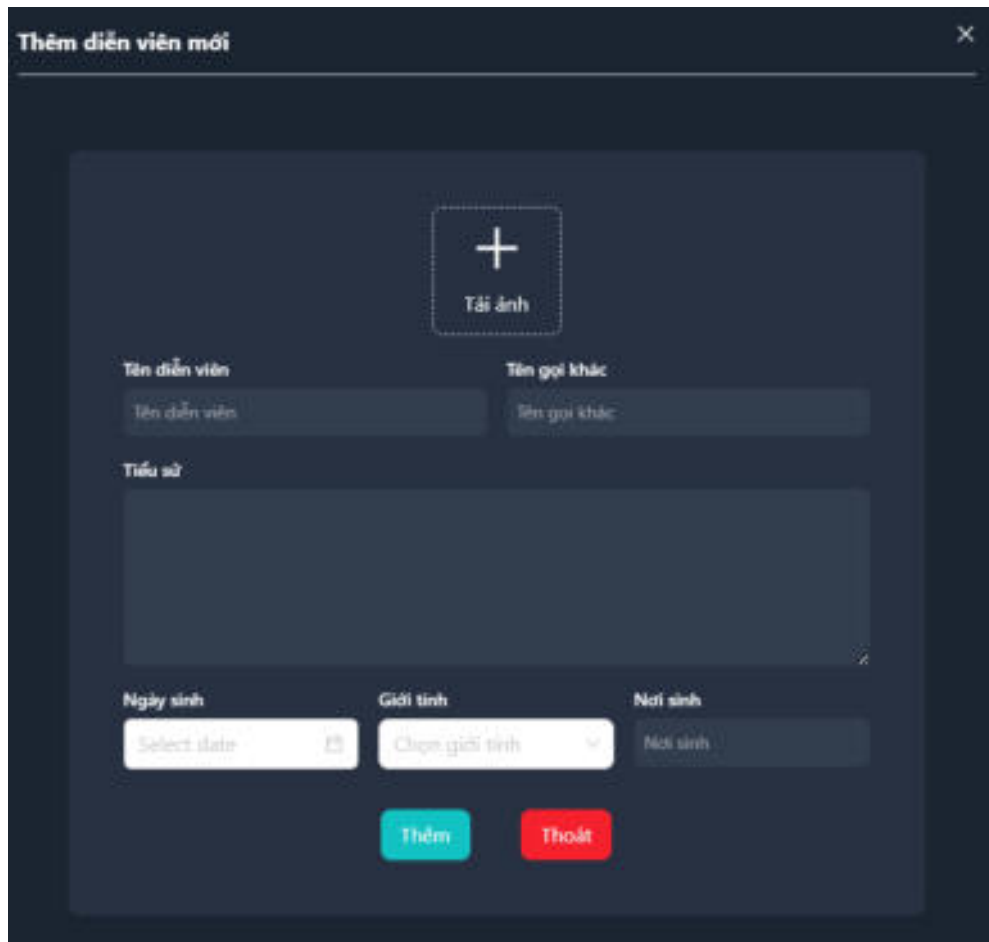 Thêm diễn viên mới
Tải ảnh
Tên diễn viên Tên gọi khác
Tên diễn viên Tên gọi khác
Tiểu sử
Ngày sinh Giới tính Nơi sinh
Select date Chọn giới tính Nơi sinh
Thêm Thoát